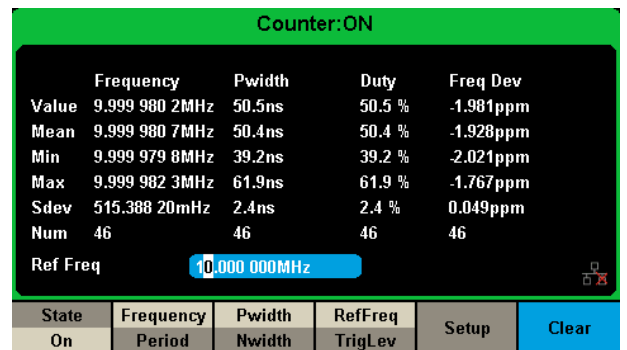 Counter:ON
Frequency Pwidth Duty Freq Dev
Value 9.999 980 2MHz 50.5ns 50.5 % -1.981ppm
Mean 9.999 980 7MHz 50.4ns 50.4 % -1.928ppm
Min 9.999 979 8MHz 39.2ns 39.2 % -2.021ppm
Max 9.999 982 3MHz 61.9ns 61.9 % -1.767ppm
Sdev 515.388 20mHz 2.4ns 2.4 % 0.049ppm
Num 46 46 46 46
Ref Freq 10.000 000MHz
State Frequency Pwidth RefFreq Setup Clear
On Period Nwidth TrigLev